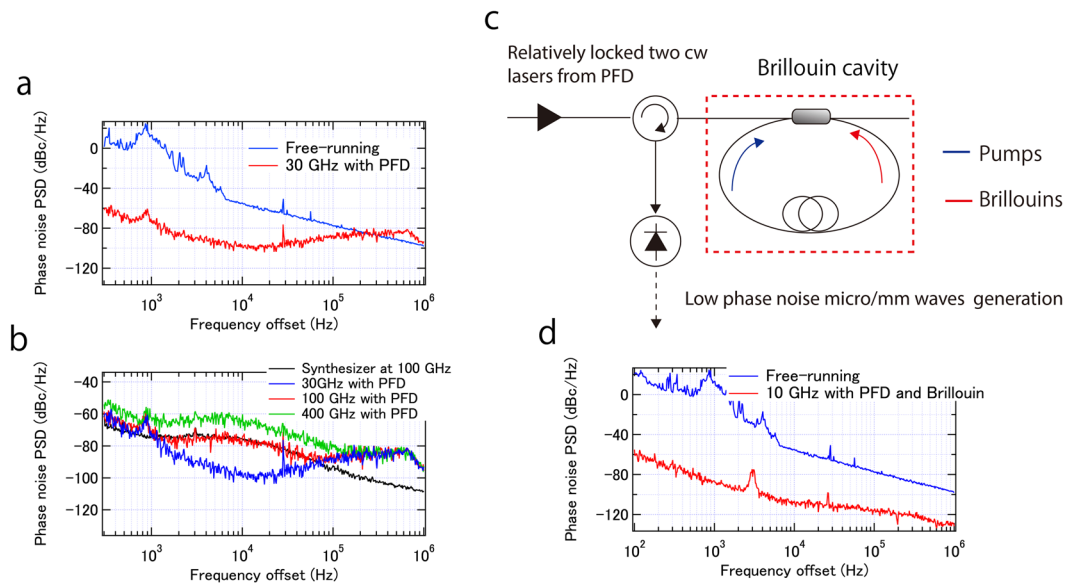 a
Phase noise PSD (dBc/Hz)
0
−40
−80
−120
Free-running
30 GHz with PFD
10³
10⁴
10⁵
10⁶
Frequency offset (Hz)
b
Phase noise PSD (dBc/Hz)
−40
−60
−80
−100
−120
Synthesizer at 100 GHz
30GHz with PFD
100 GHz with PFD
400 GHz with PFD
10³
10⁴
10⁵
10⁶
Frequency offset (Hz)
c
Relatively locked two cw
lasers from PFD
Brillouin cavity
Pumps
Brillouins
Low phase noise micro/mm waves generation
d
Phase noise PSD (dBc/Hz)
0
−40
−80
−120
Free-running
10 GHz with PFD and Brillouin
10²
10³
10⁴
10⁵
10⁶
Frequency offset (Hz)